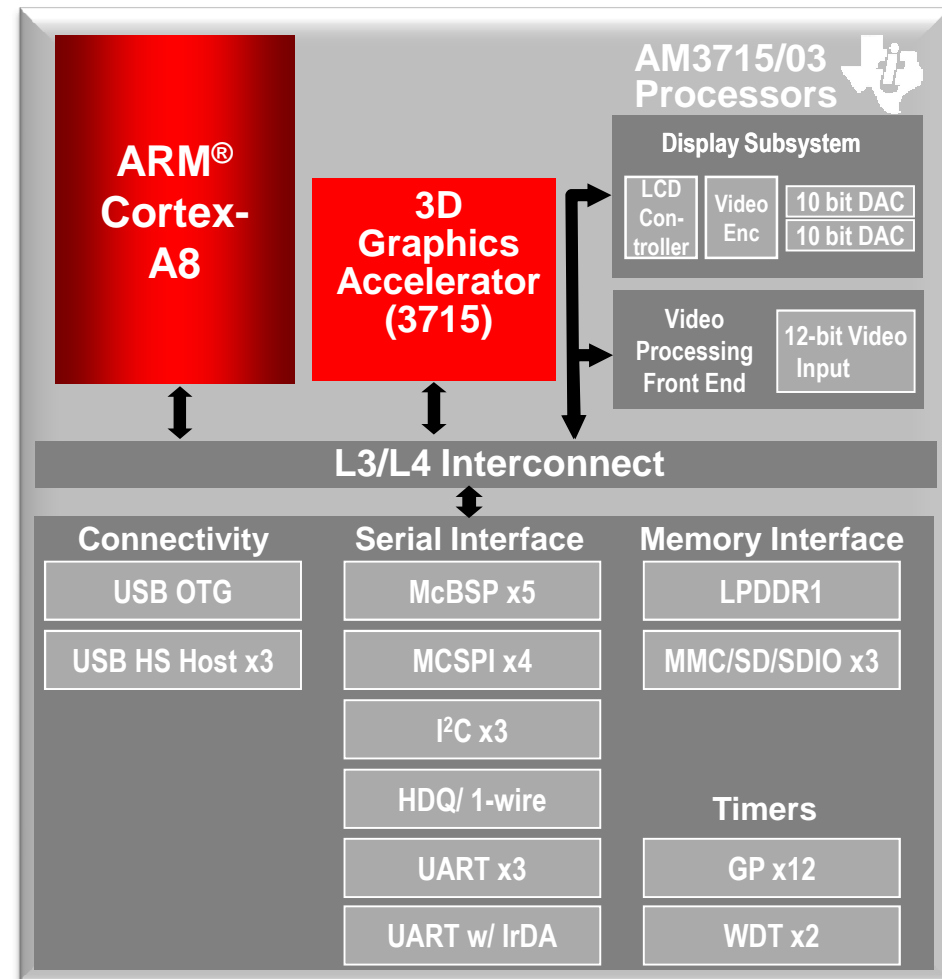 AM3715/03
Processors
ARM®
Cortex-
A8
3D
Graphics
Accelerator
(3715)
Display Subsystem
LCD
Con-
troller
Video
Enc
10 bit DAC
10 bit DAC
Video
Processing
Front End
12-bit Video
Input
L3/L4 Interconnect
Connectivity
USB OTG
USB HS Host x3
Serial Interface
McBSP x5
MCSPI x4
I²C x3
HDQ/ 1-wire
UART x3
UART w/ IrDA
Memory Interface
LPDDR1
MMC/SD/SDIO x3
Timers
GP x12
WDT x2